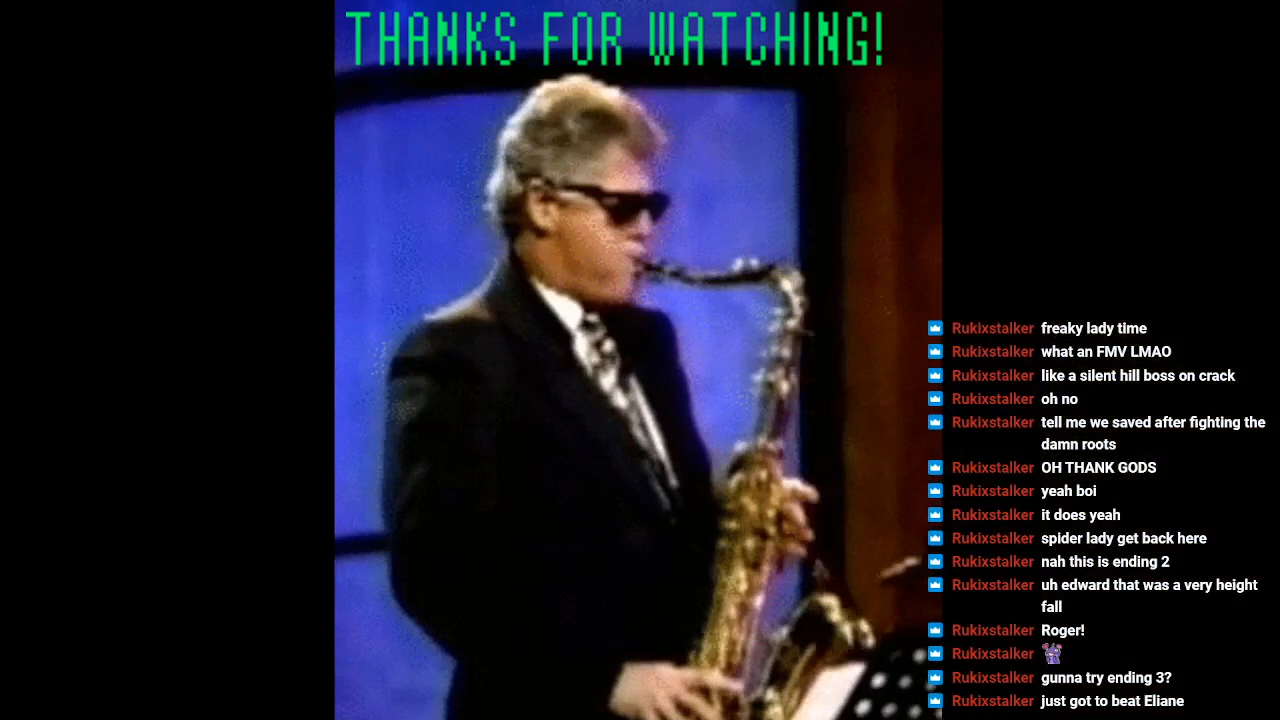 THANKS FOR WATCHING!
Rukixstalker freaky lady time
Rukixstalker what an FMV LMAO
Rukixstalker like a silent hill boss on crack
Rukixstalker oh no
Rukixstalker tell me we saved after fighting the
damn roots
Rukixstalker OH THANK GODS
Rukixstalker yeah boi
Rukixstalker it does yeah
Rukixstalker spider lady get back here
Rukixstalker nah this is ending 2
Rukixstalker uh edward that was a very height
fall
Rukixstalker Roger!
Rukixstalker
Rukixstalker gunna try ending 3?
Rukixstalker just got to beat Eliane